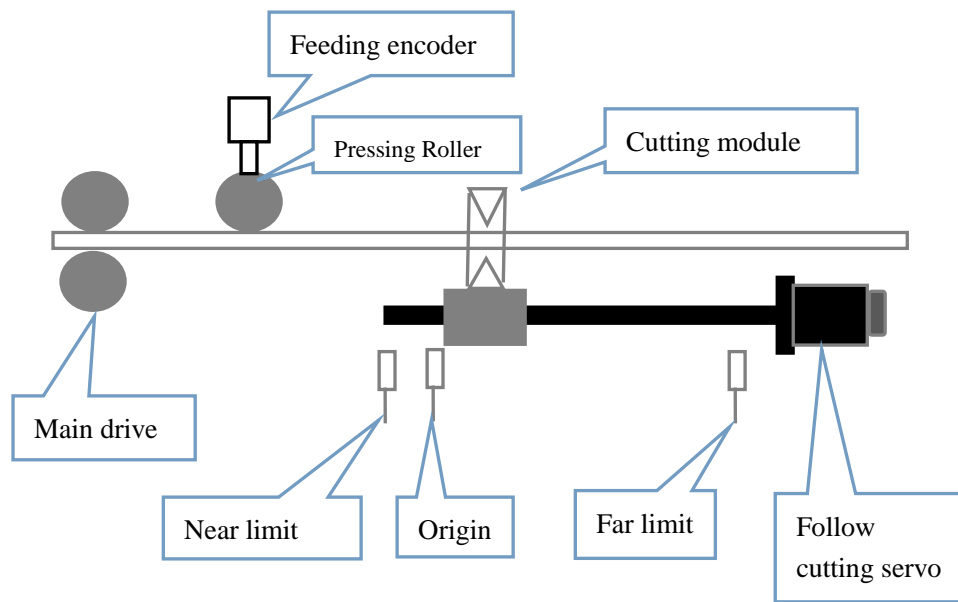 Feeding encoder
Pressing Roller
Cutting module
Main drive
Near limit
Origin
Far limit
Follow
cutting servo